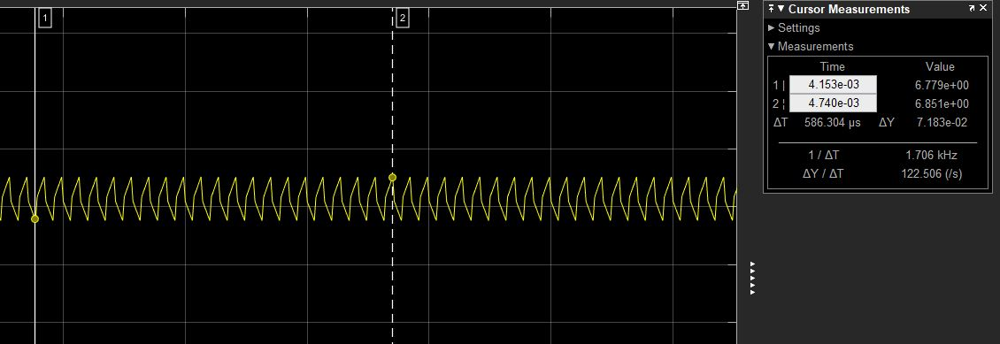 1
2
Cursor Measurements
Settings
Measurements
Time Value
1 | 4.153e-03 6.779e+00
2 ¦ 4.740e-03 6.851e+00
ΔT 586.304 µs ΔY 7.183e-02
1 / ΔT 1.706 kHz
ΔY / ΔT 122.506 (/s)